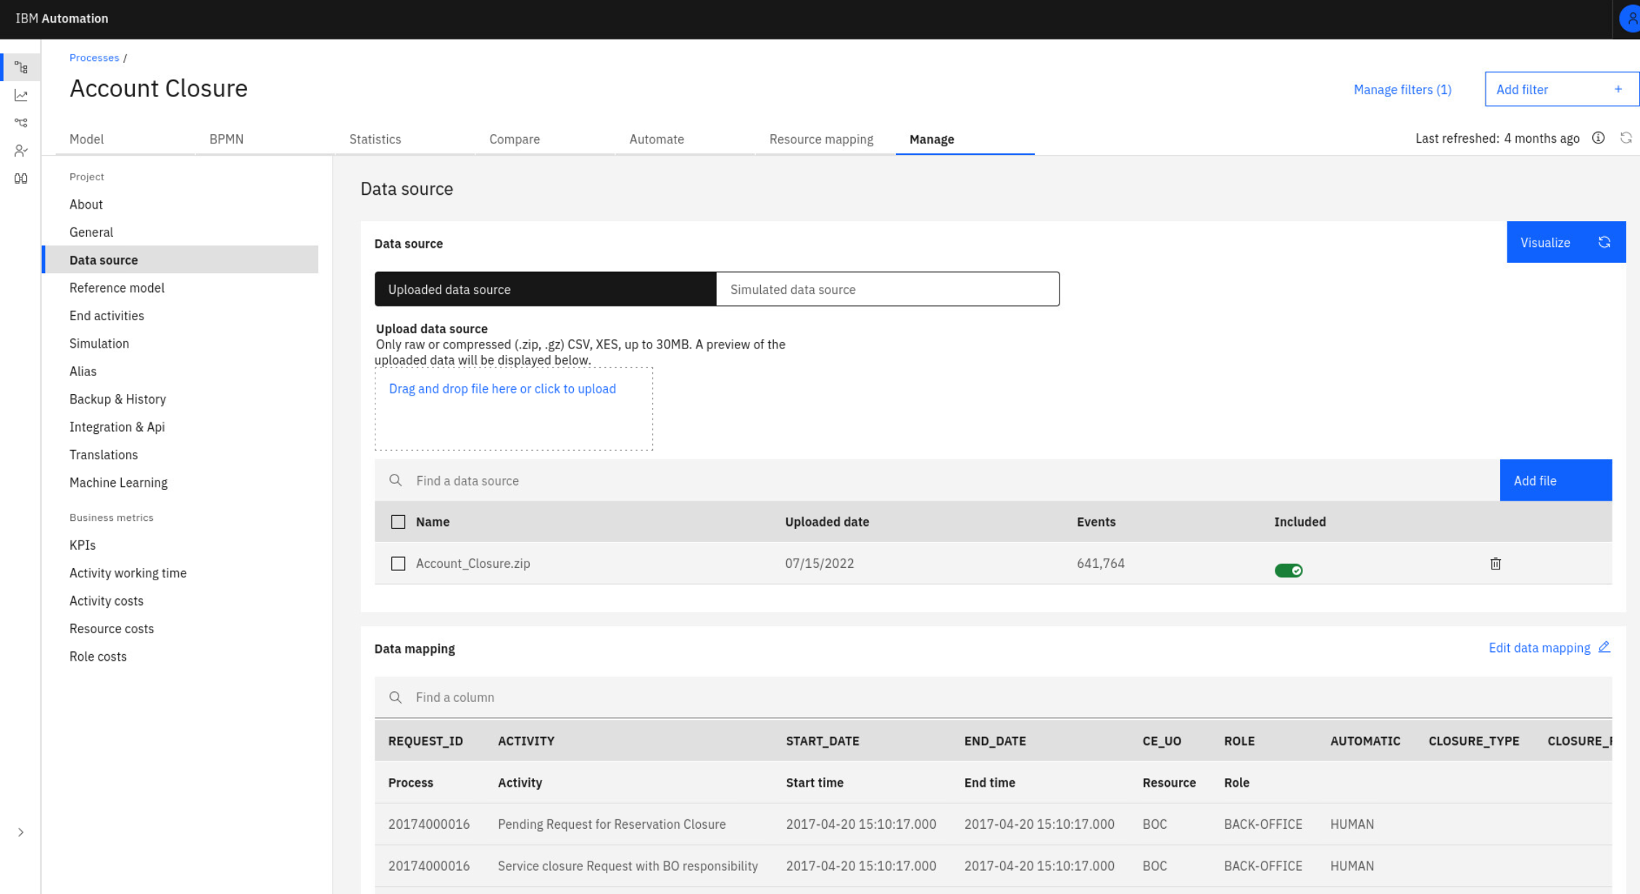 IBM Automation
Processes /
Account Closure
Manage filters (1)
Add filter +
Model BPMN Statistics Compare Automate Resource mapping Manage
Last refreshed: 4 months ago
Project
About
General
Data source
Reference model
End activities
Simulation
Alias
Backup & History
Integration & Api
Translations
Machine Learning
Business metrics
KPIs
Activity working time
Activity costs
Resource costs
Role costs
Data source
Data source
Visualize
Uploaded data source Simulated data source
Upload data source
Only raw or compressed (.zip, .gz) CSV, XES, up to 30MB. A preview of the
uploaded data will be displayed below.
Drag and drop file here or click to upload
Find a data source
Add file
Name Uploaded date Events Included
Account_Closure.zip 07/15/2022 641,764
Data mapping
Edit data mapping
Find a column
REQUEST_ID ACTIVITY START_DATE END_DATE CE_UO ROLE AUTOMATIC CLOSURE_TYPE
Process Activity Start time End time Resource Role
20174000016 Pending Request for Reservation Closure 2017-04-20 15:10:17.000 2017-04-20 15:10:17.000 BOC BACK-OFFICE HUMAN
20174000016 Service closure Request with BO responsibility 2017-04-20 15:10:17.000 2017-04-20 15:10:17.000 BOC BACK-OFFICE HUMAN